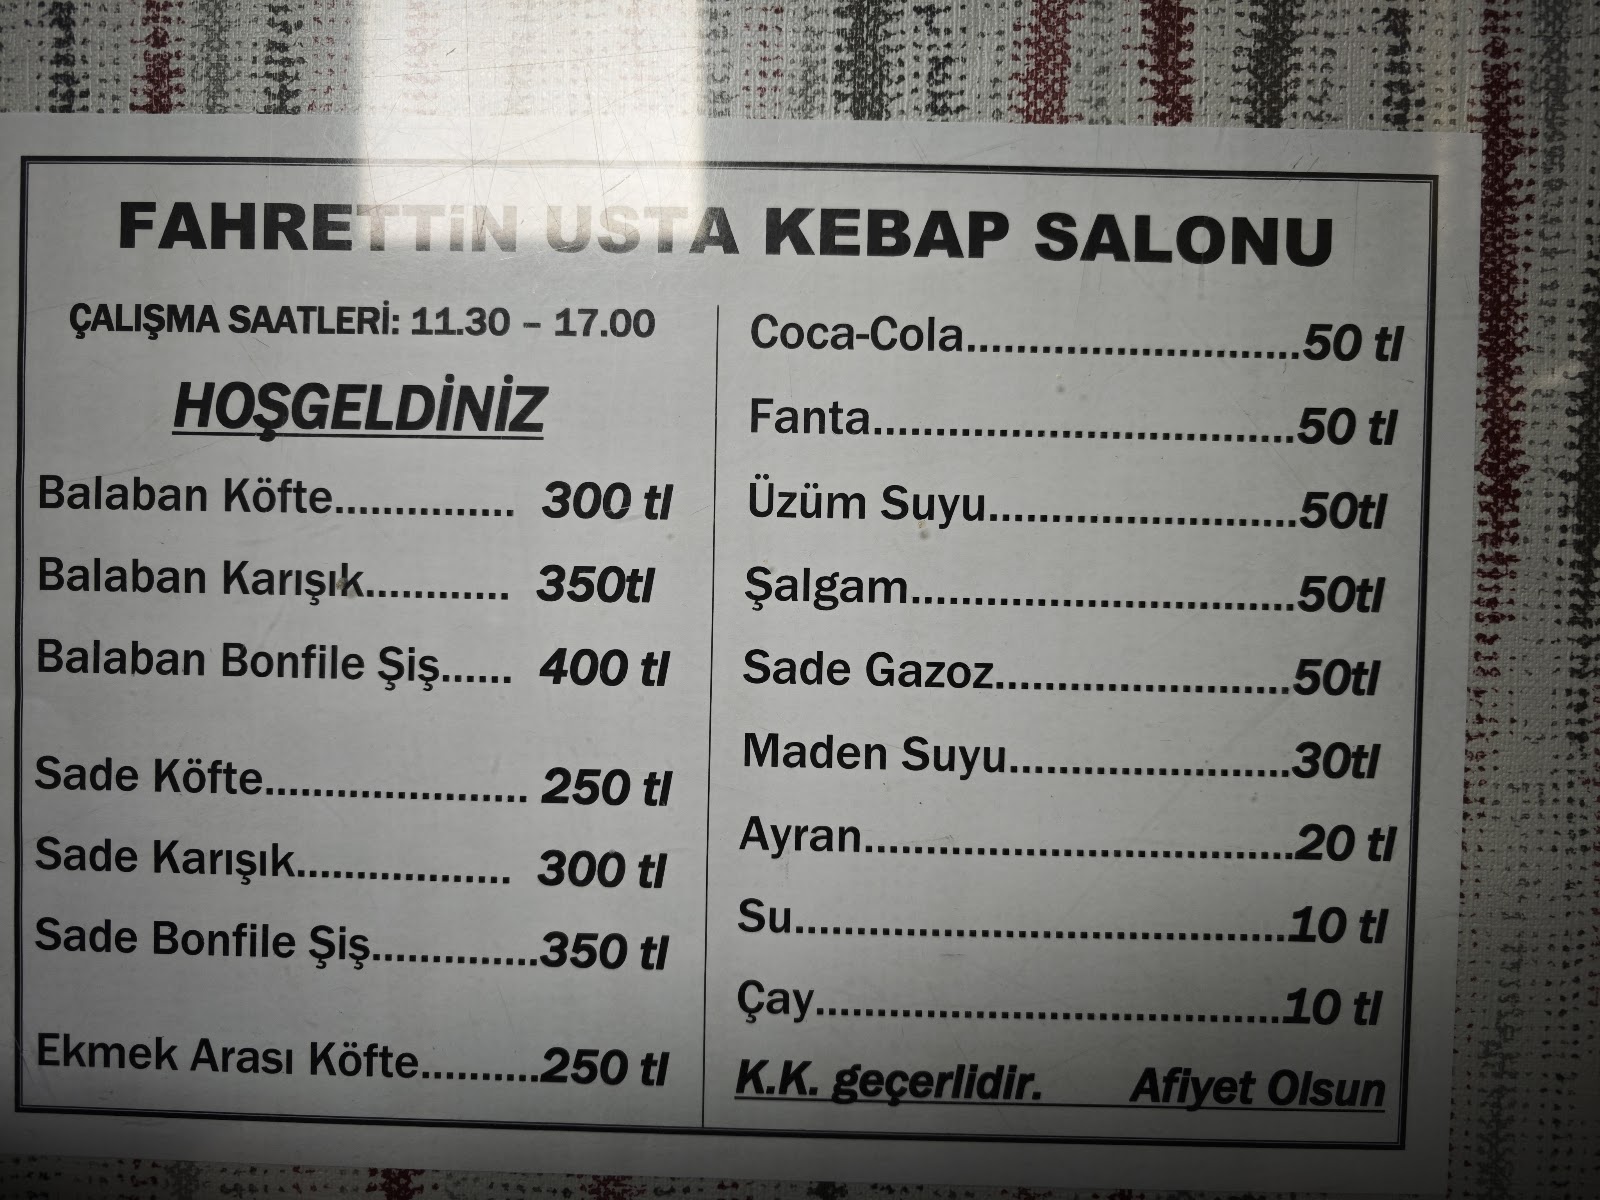 FAHRETTiN USTA KEBAP SALONU
ÇALIŞMA SAATLERİ: 11.30 – 17.00
HOŞGELDİNİZ
Balaban Köfte............... 300 tl
Balaban Karışık............ 350tl
Balaban Bonfile Şiş...... 400 tl
Sade Köfte...................... 250 tl
Sade Karışık.................. 300 tl
Sade Bonfile Şiş..............350 tl
Ekmek Arası Köfte..........250 tl
Coca-Cola...........................50 tl
Fanta..................................50 tl
Üzüm Suyu.........................50tl
Şalgam...............................50tl
Sade Gazoz........................50tl
Maden Suyu.......................30tl
Ayran...................................20 tl
Su........................................10 tl
Çay......................................10 tl
K.K. geçerlidir. Afiyet Olsun